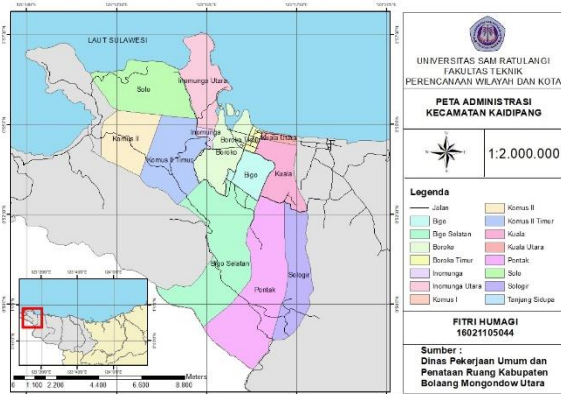 LAUT SULAWESI
Solo
Inomunga Utara
Komus II
Inomunga
Komus II Timur
Boroko Timur
Kuala Utara
Boroko
Kuala
Bigo
Bigo Selatan
Pontak
Sologir
Meters
0 1.100 2.200 4.400 6.600 8.800
UNIVERSITAS SAM RATULANGI
FAKULTAS TEKNIK
PERENCANAAN WILAYAH DAN KOTA
PETA ADMINISTRASI
KECAMATAN KAIDIPANG
1:2.000.000
Legenda
Jalan
Bigo
Bigo Selatan
Boroko
Boroko Timur
Inomunga
Inomunga Utara
Komus I
Komus II
Komus II Timur
Kuala
Kuala Utara
Pontak
Solo
Sologir
Tanjung Sidupa
FITRI HUMAGI
16021105044
Sumber :
Dinas Pekerjaan Umum dan
Penataan Ruang Kabupaten
Bolaang Mongondow Utara